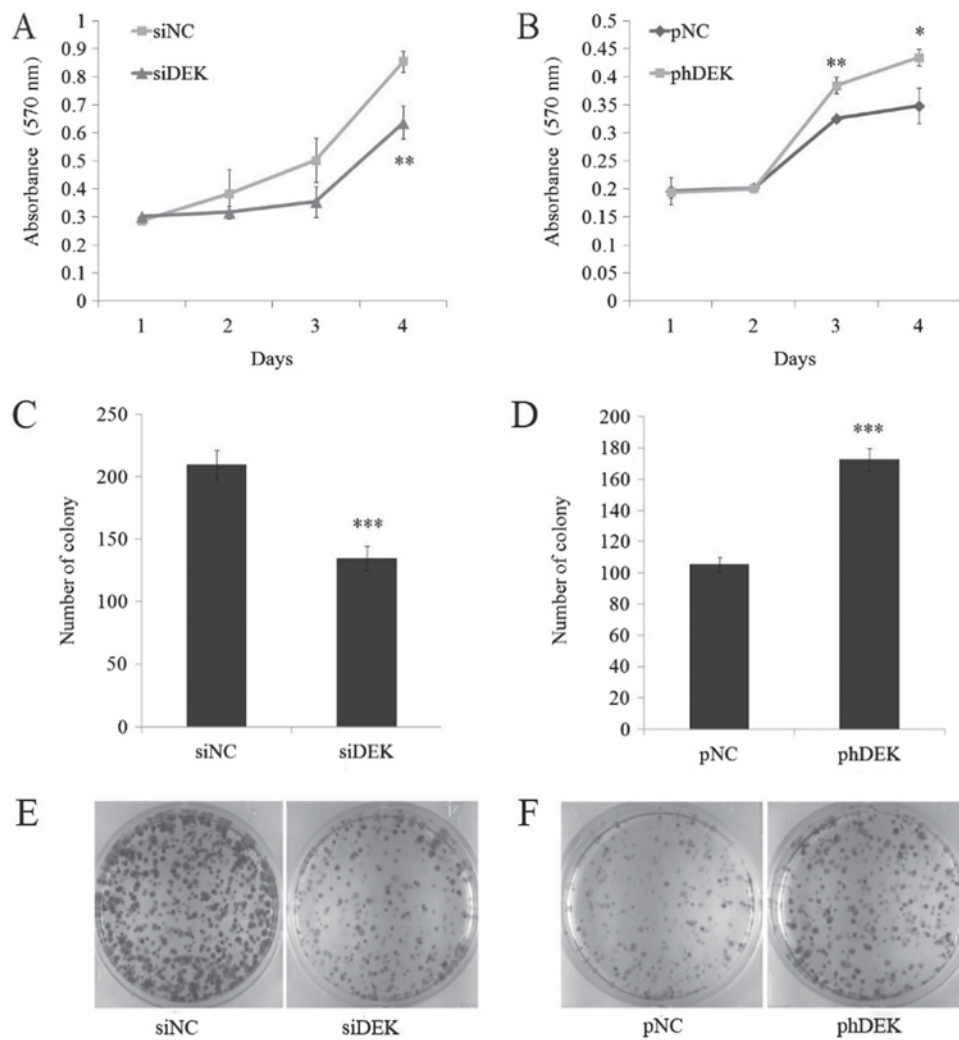 A
siNC
siDEK
Absorbance (570 nm)
1
0.9
0.8
0.7
0.6
0.5
0.4
0.3
0.2
0.1
0
**
1 2 3 4
Days
B
pNC
phDEK
Absorbance (570 nm)
0.5
0.45
0.4
0.35
0.3
0.25
0.2
0.15
0.1
0.05
0
**
*
1 2 3 4
Days
C
Number of colony
250
200
150
100
50
0
***
siNC siDEK
D
Number of colony
200
180
160
140
120
100
80
60
40
20
0
***
pNC phDEK
E
siNC siDEK
F
pNC phDEK